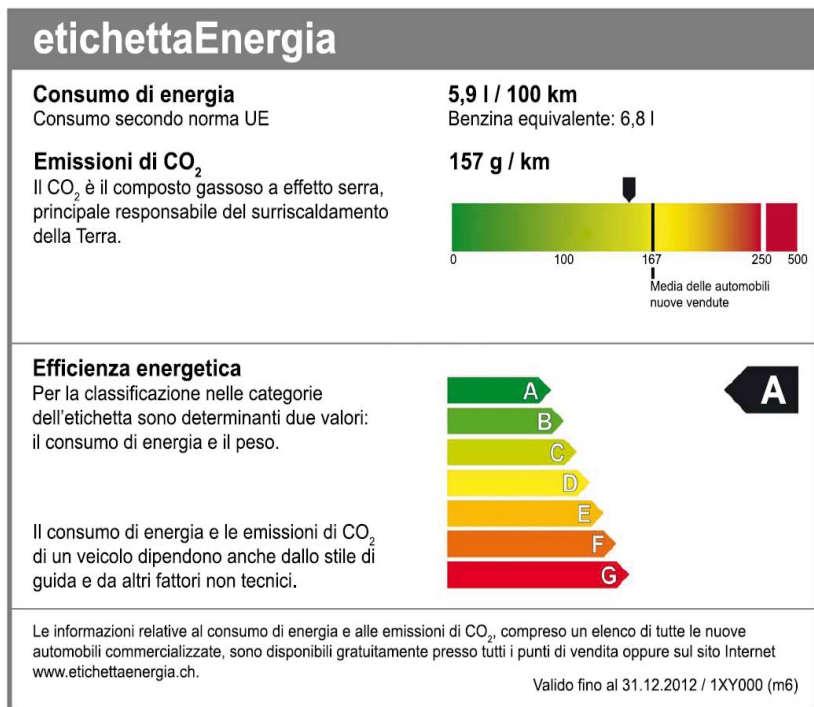 etichettaEnergia
Consumo di energia
Consumo secondo norma UE
5,9 l / 100 km
Benzina equivalente: 6,8 l
Emissioni di CO₂
Il CO₂ è il composto gassoso a effetto serra,
principale responsabile del surriscaldamento
della Terra.
157 g / km
0 100 167 250 500
Media delle automobili
nuove vendute
Efficienza energetica
Per la classificazione nelle categorie
dell'etichetta sono determinanti due valori:
il consumo di energia e il peso.
Il consumo di energia e le emissioni di CO₂
di un veicolo dipendono anche dallo stile di
guida e da altri fattori non tecnici.
A
A
B
C
D
E
F
G
Le informazioni relative al consumo di energia e alle emissioni di CO₂, compreso un elenco di tutte le nuove
automobili commercializzate, sono disponibili gratuitamente presso tutti i punti di vendita oppure sul sito Internet
www.etichettaenergia.ch.
Valido fino al 31.12.2012 / 1XY000 (m6)